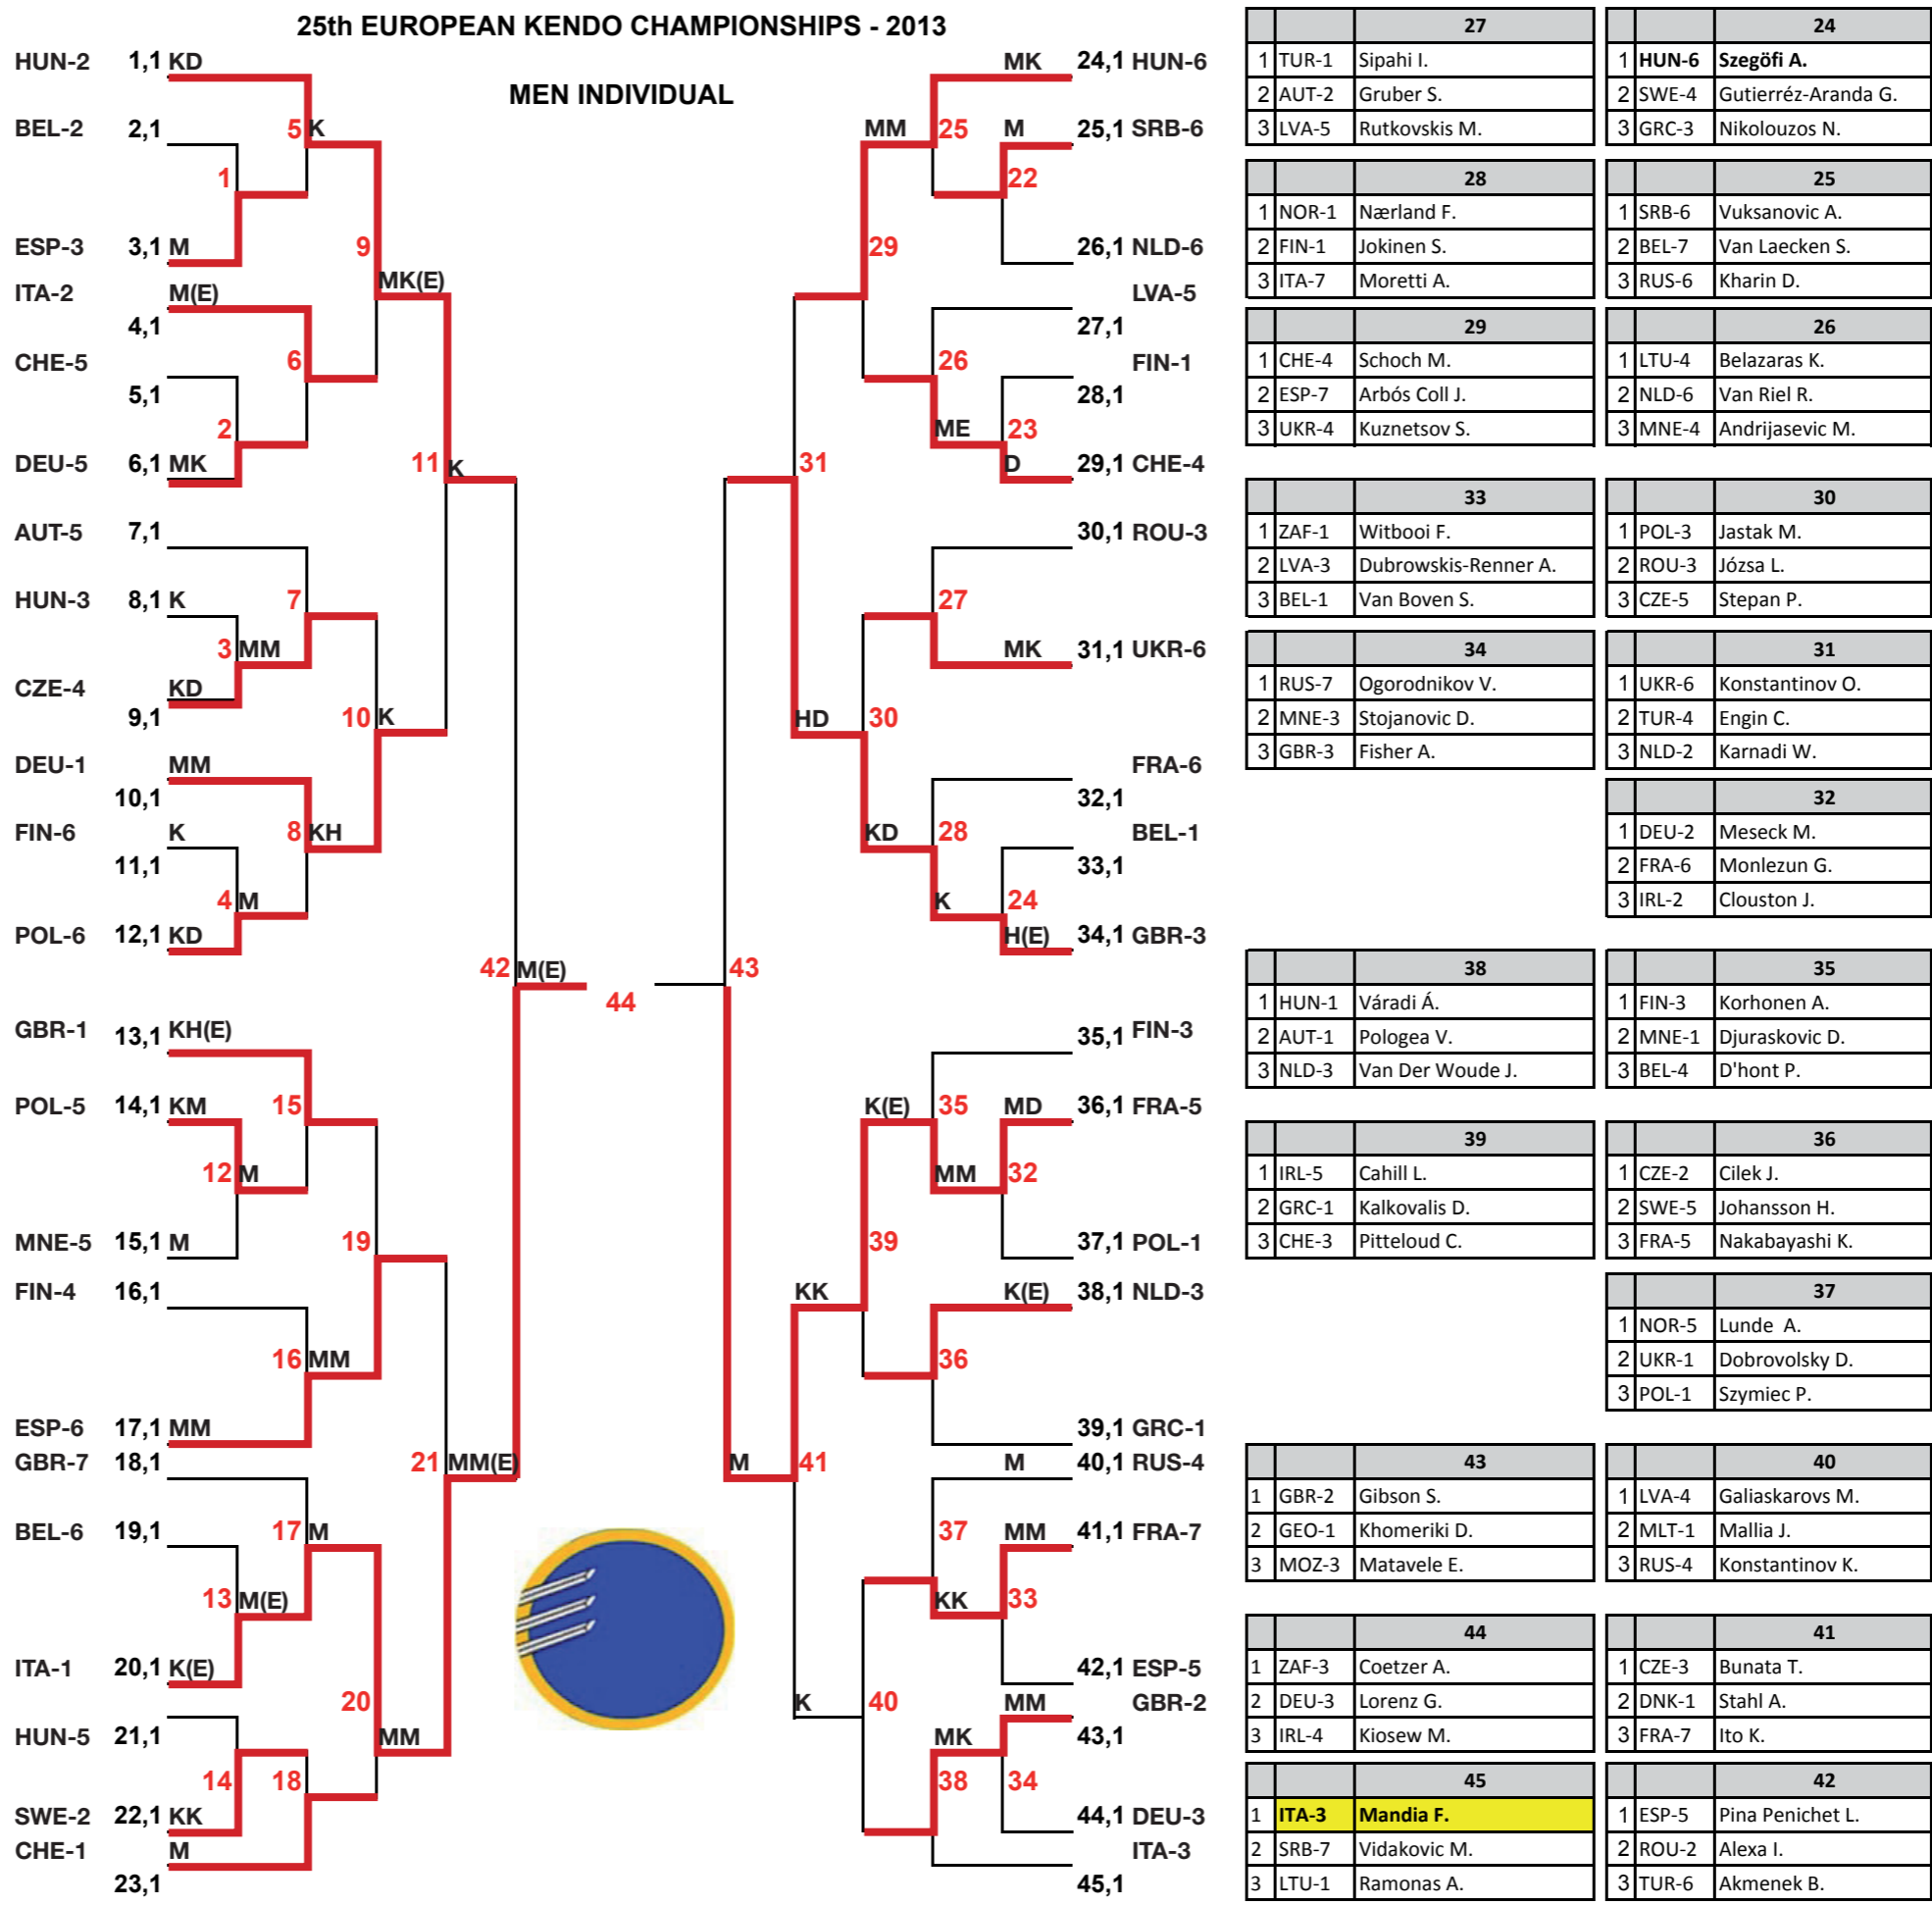 25th EUROPEAN KENDO CHAMPIONSHIPS - 2013
MEN INDIVIDUAL
HUN-2 1,1 KD
BEL-2 2,1
5 K
1
ESP-3 3,1 M
9
ITA-2 M(E)
4,1
MK(E)
CHE-5
5,1
6
2
DEU-5 6,1 MK
11 K
AUT-5 7,1
HUN-3 8,1 K
7
3 MM
CZE-4 KD
9,1
10 K
DEU-1 MM
10,1
FIN-6 K
11,1
8 KH
4 M
POL-6 12,1 KD
42 M(E)
44
43
GBR-1 13,1 KH(E)
POL-5 14,1 KM
15
12 M
MNE-5 15,1 M
19
FIN-4 16,1
16 MM
ESP-6 17,1 MM
GBR-7 18,1
21 MM(E)
BEL-6 19,1
17 M
13 M(E)
ITA-1 20,1 K(E)
20
HUN-5 21,1
MM
14 18
SWE-2 22,1 KK
CHE-1 M
23,1
MK 24,1 HUN-6
MM 25 M 25,1 SRB-6
22
29 26,1 NLD-6
LVA-5
27,1
26 FIN-1
28,1
ME 23
31 D 29,1 CHE-4
30,1 ROU-3
27
MK 31,1 UKR-6
HD 30
FRA-6
32,1
KD 28 BEL-1
33,1
K 24
H(E) 34,1 GBR-3
35,1 FIN-3
K(E) 35 MD 36,1 FRA-5
MM 32
39 37,1 POL-1
KK K(E) 38,1 NLD-3
36
39,1 GRC-1
M 41 M 40,1 RUS-4
37 MM 41,1 FRA-7
KK 33
42,1 ESP-5
K 40 MM GBR-2
43,1
MK
38 34
44,1 DEU-3
ITA-3
45,1
27
1 TUR-1 Sipahi I.
2 AUT-2 Gruber S.
3 LVA-5 Rutkovskis M.
24
1 HUN-6 Szegöfi A.
2 SWE-4 Gutierréz-Aranda G.
3 GRC-3 Nikolouzos N.
28
1 NOR-1 Nærland F.
2 FIN-1 Jokinen S.
3 ITA-7 Moretti A.
25
1 SRB-6 Vuksanovic A.
2 BEL-7 Van Laecken S.
3 RUS-6 Kharin D.
29
1 CHE-4 Schoch M.
2 ESP-7 Arbós Coll J.
3 UKR-4 Kuznetsov S.
26
1 LTU-4 Belazaras K.
2 NLD-6 Van Riel R.
3 MNE-4 Andrijasevic M.
33
1 ZAF-1 Witbooi F.
2 LVA-3 Dubrowskis-Renner A.
3 BEL-1 Van Boven S.
30
1 POL-3 Jastak M.
2 ROU-3 Józsa L.
3 CZE-5 Stepan P.
34
1 RUS-7 Ogorodnikov V.
2 MNE-3 Stojanovic D.
3 GBR-3 Fisher A.
31
1 UKR-6 Konstantinov O.
2 TUR-4 Engin C.
3 NLD-2 Karnadi W.
32
1 DEU-2 Meseck M.
2 FRA-6 Monlezun G.
3 IRL-2 Clouston J.
38
1 HUN-1 Váradi Á.
2 AUT-1 Pologea V.
3 NLD-3 Van Der Woude J.
35
1 FIN-3 Korhonen A.
2 MNE-1 Djuraskovic D.
3 BEL-4 D'hont P.
39
1 IRL-5 Cahill L.
2 GRC-1 Kalkovalis D.
3 CHE-3 Pitteloud C.
36
1 CZE-2 Cilek J.
2 SWE-5 Johansson H.
3 FRA-5 Nakabayashi K.
37
1 NOR-5 Lunde A.
2 UKR-1 Dobrovolsky D.
3 POL-1 Szymiec P.
43
1 GBR-2 Gibson S.
2 GEO-1 Khomeriki D.
3 MOZ-3 Matavele E.
40
1 LVA-4 Galiaskarovs M.
2 MLT-1 Mallia J.
3 RUS-4 Konstantinov K.
44
1 ZAF-3 Coetzer A.
2 DEU-3 Lorenz G.
3 IRL-4 Kiosew M.
41
1 CZE-3 Bunata T.
2 DNK-1 Stahl A.
3 FRA-7 Ito K.
45
1 ITA-3 Mandia F.
2 SRB-7 Vidakovic M.
3 LTU-1 Ramonas A.
42
1 ESP-5 Pina Penichet L.
2 ROU-2 Alexa I.
3 TUR-6 Akmenek B.